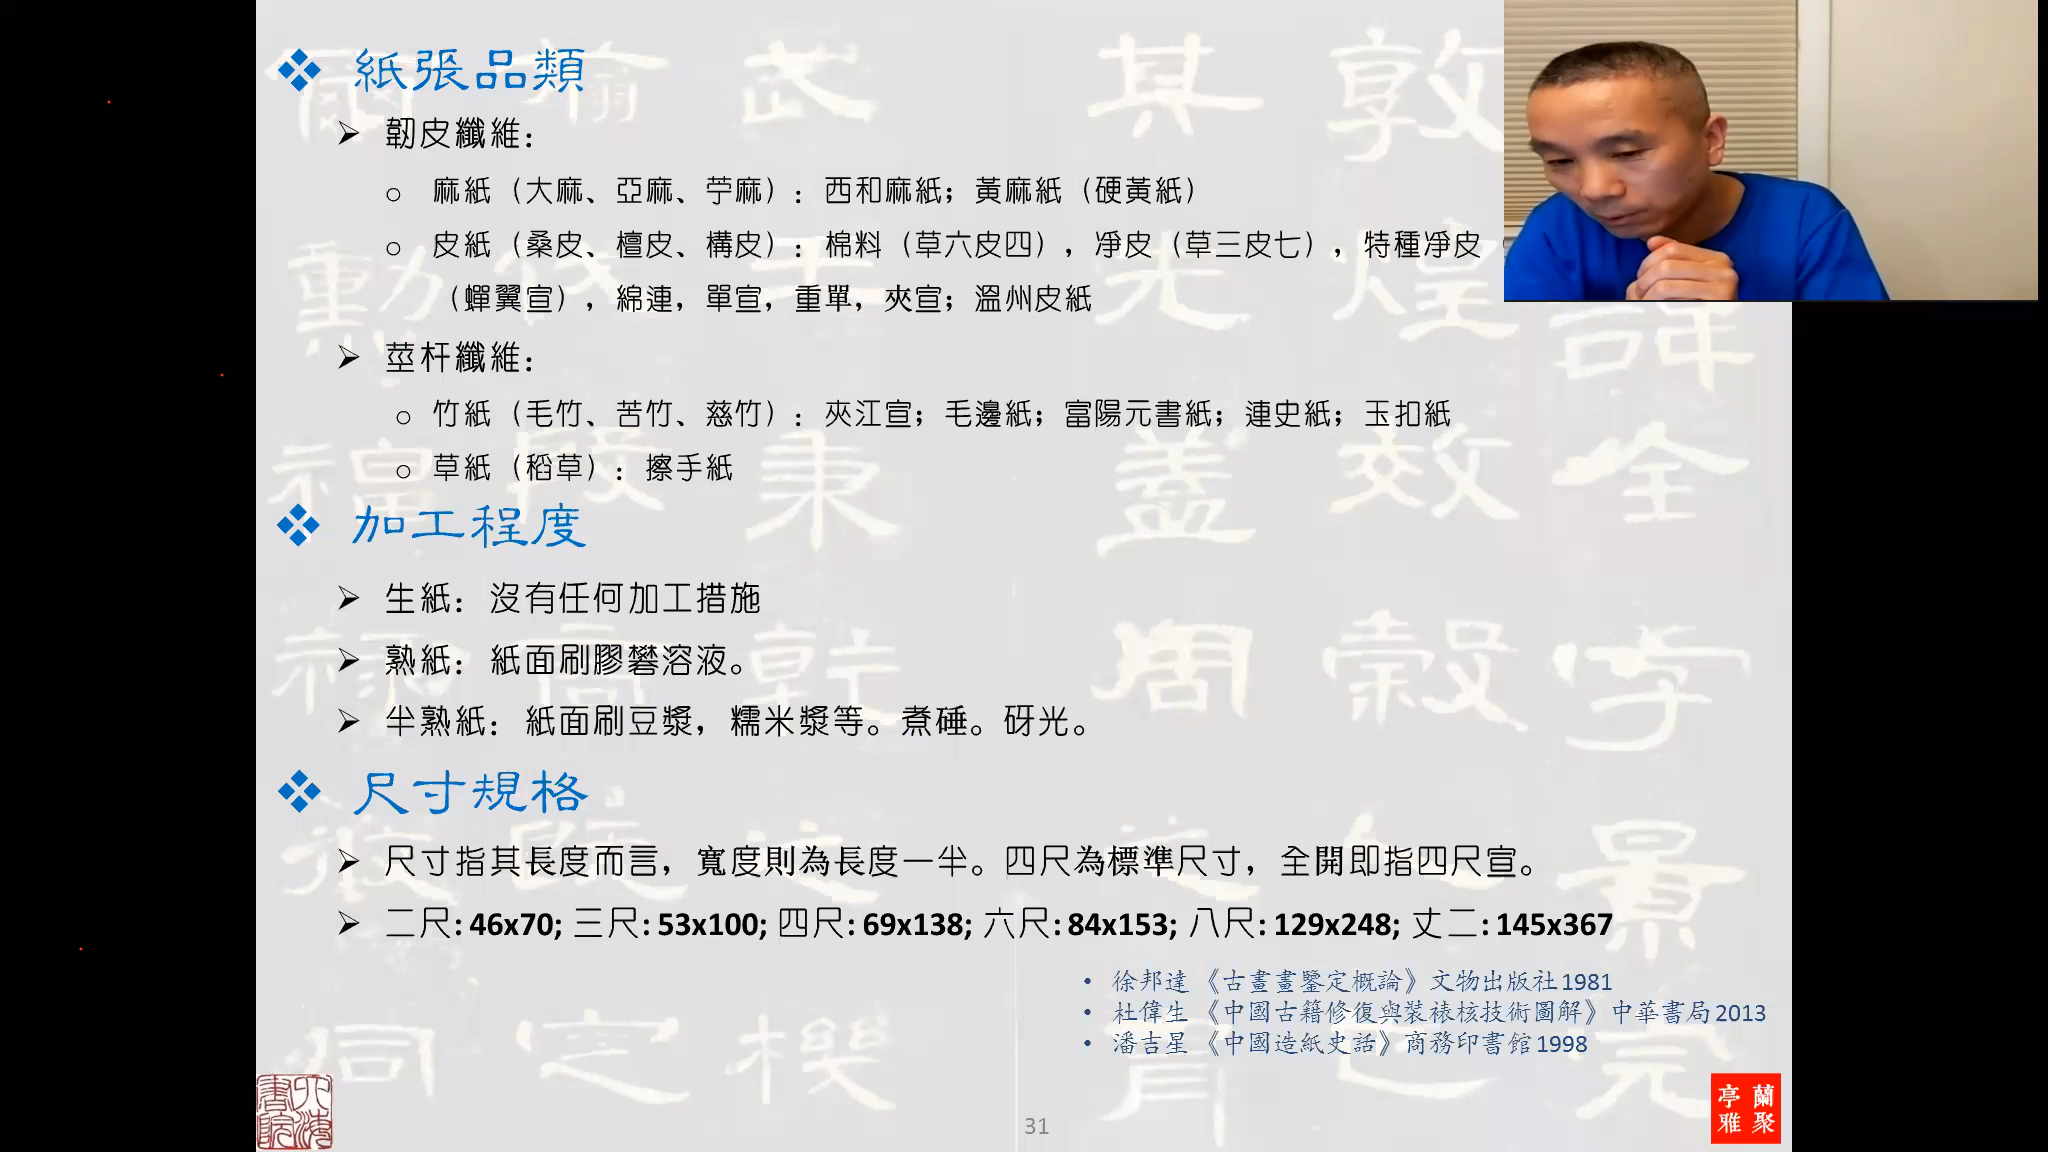 紙張品類
韌皮纖維：
麻紙（大麻、亞麻、苧麻）：西和麻紙；黃麻紙（硬黃紙）
皮紙（桑皮、檀皮、構皮）：棉料（草六皮四），凈皮（草三皮七），特種凈皮
（蟬翼宣），綿連，單宣，重單，夾宣；溫州皮紙
莖杆纖維：
竹紙（毛竹、苦竹、慈竹）：夾江宣；毛邊紙；富陽元書紙；連史紙；玉扣紙
草紙（稻草）：擦手紙
加工程度
生紙：沒有任何加工措施
熟紙：紙面刷膠礬溶液。
半熟紙：紙面刷豆漿，糯米漿等。煮硾。砑光。
尺寸規格
尺寸指其長度而言，寬度則為長度一半。四尺為標準尺寸，全開即指四尺宣。
二尺: 46x70; 三尺: 53x100; 四尺: 69x138; 六尺: 84x153; 八尺: 129x248; 丈二: 145x367
徐邦達《古畫畫鑒定概論》文物出版社1981
杜偉生《中國古籍修復與裝裱核技術圖解》中華書局2013
潘吉星《中國造紙史話》商務印書館1998
31
蘭聚
亭雅